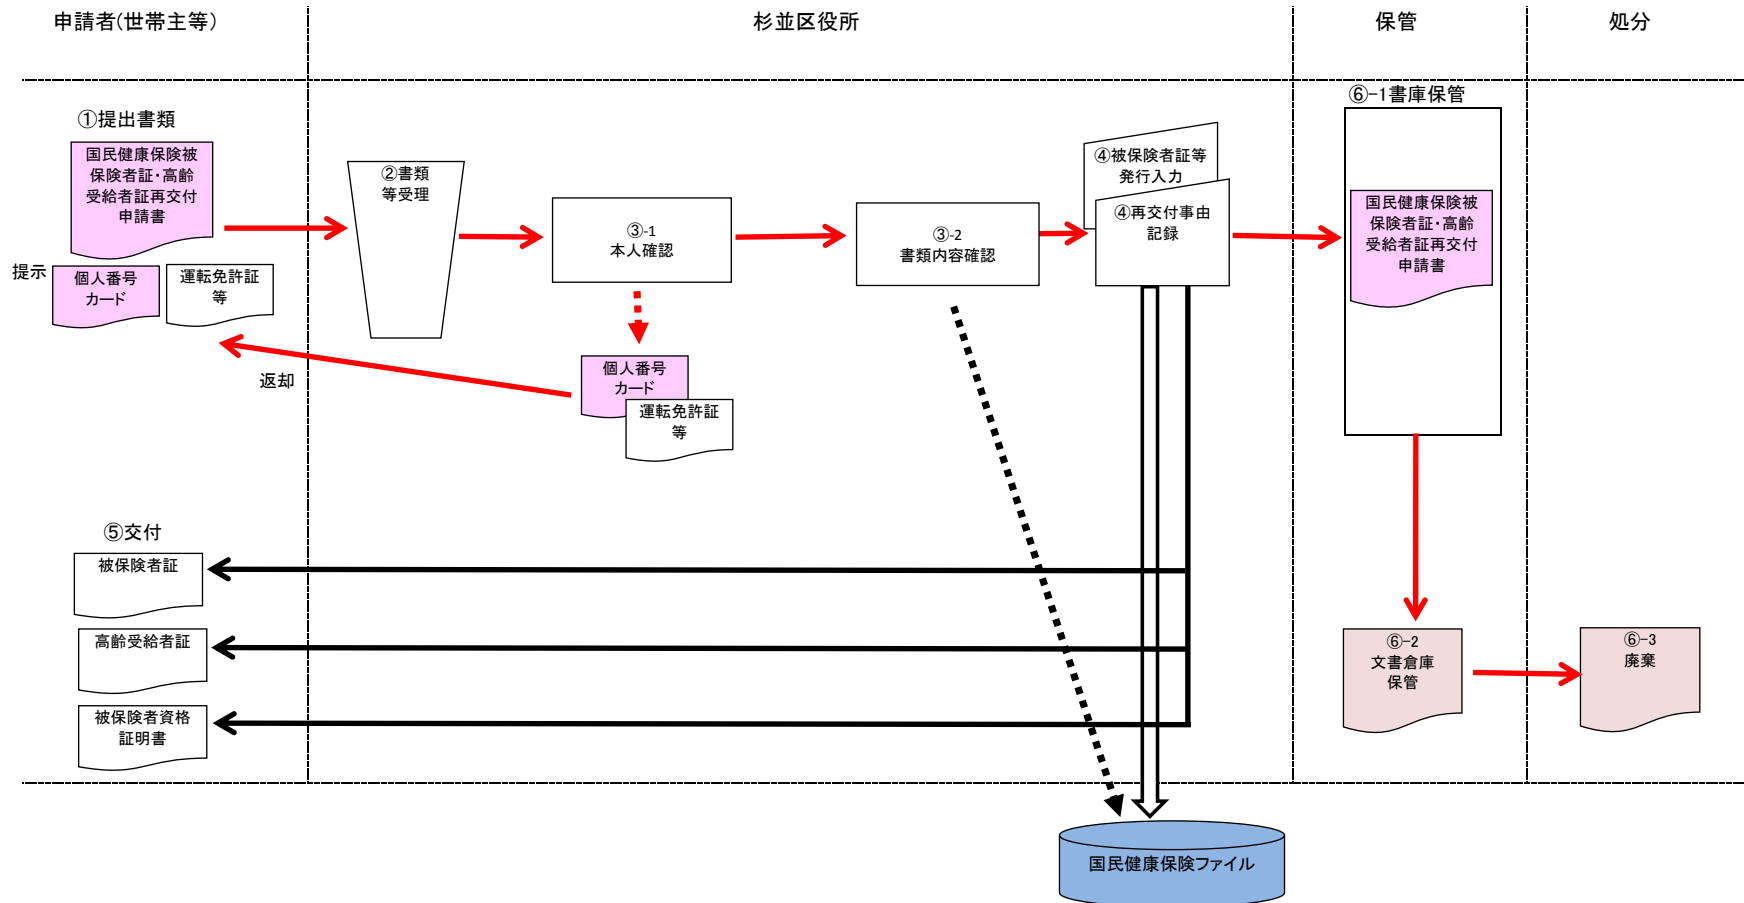 申請者(世帯主等)
杉並区役所
保管
処分
①提出書類
国民健康保険被
保険者証・高齢
受給者証再交付
申請書
提示
個人番号
カード
運転免許証
等
②書類
等受理
③-1
本人確認
③-2
書類内容確認
④被保険者証等
発行入力
④再交付事由
記録
⑥-1書庫保管
国民健康保険被
保険者証・高齢
受給者証再交付
申請書
返却
個人番号
カード
運転免許証
等
⑤交付
被保険者証
高齢受給者証
被保険者資格
証明書
⑥-2
文書倉庫
保管
⑥-3
廃棄
国民健康保険ファイル